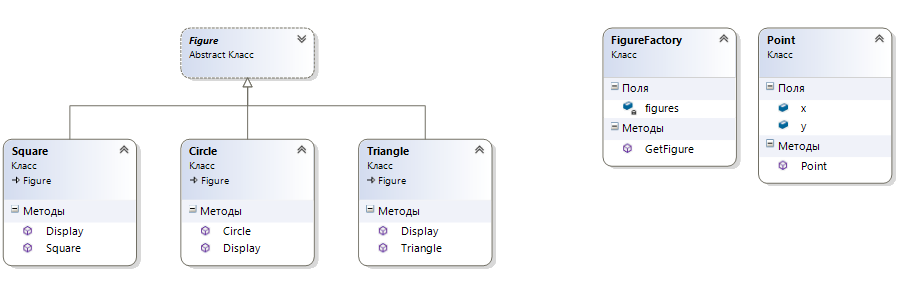 Figure
Abstract Класс
FigureFactory
Класс
Поля
figures
Методы
GetFigure
Point
Класс
Поля
x
y
Методы
Point
Square
Класс
Figure
Методы
Display
Square
Circle
Класс
Figure
Методы
Circle
Display
Triangle
Класс
Figure
Методы
Display
Triangle